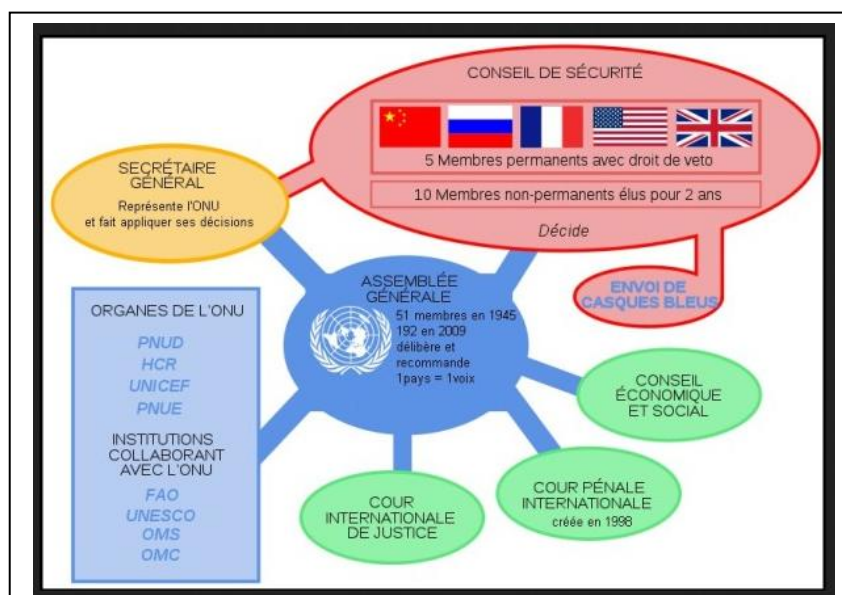 CONSEIL DE SÉCURITÉ
5 Membres permanents avec droit de veto
10 Membres non-permanents élus pour 2 ans
Décide
ENVOI DE
CASQUES BLEUS
SECRÉTAIRE
GÉNÉRAL
Représente l'ONU
et fait appliquer ses décisions
ASSEMBLÉE
GÉNÉRALE
51 membres en 1945
192 en 2009
délibère et
recommande
1pays = 1voix
ORGANES DE L'ONU
PNUD
HCR
UNICEF
PNUE
INSTITUTIONS
COLLABORANT
AVEC L'ONU
FAO
UNESCO
OMS
OMC
CONSEIL
ÉCONOMIQUE
ET SOCIAL
COUR PÉNALE
INTERNATIONALE
créée en 1998
COUR
INTERNATIONALE
DE JUSTICE